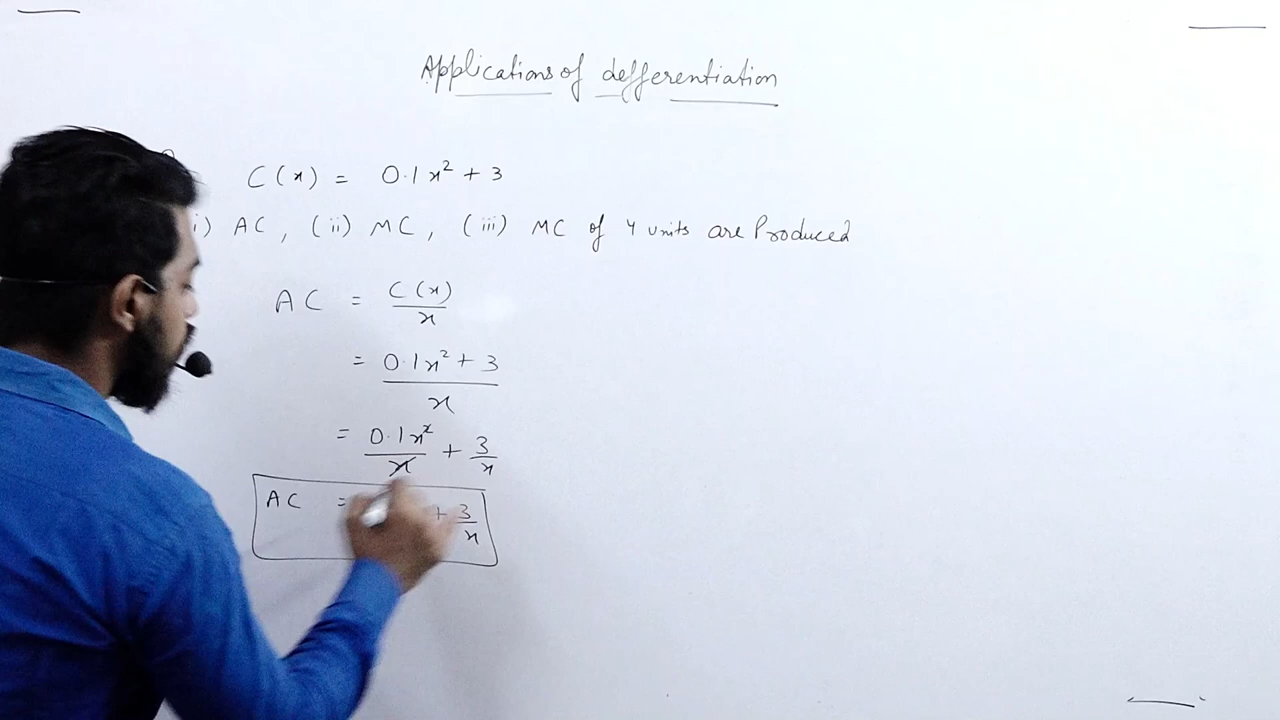 Applications of defferentiation
C(x) = 0.1x² + 3
i) AC, (ii) MC, (iii) MC of 4 units are Produced
AC = C(x)/x
= 0.1x² + 3/x
= 0.1x²/x + 3/x
AC = + 3/x